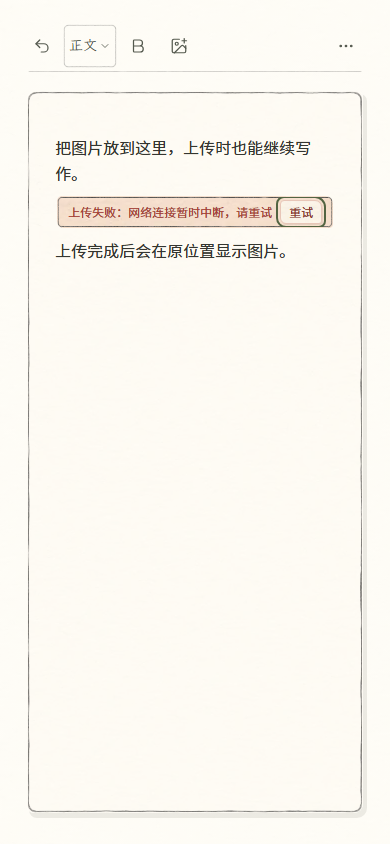 正文
B
把图片放到这里，上传时也能继续写
作。
上传失败：网络连接暂时中断，请重试 重试
上传完成后会在原位置显示图片。